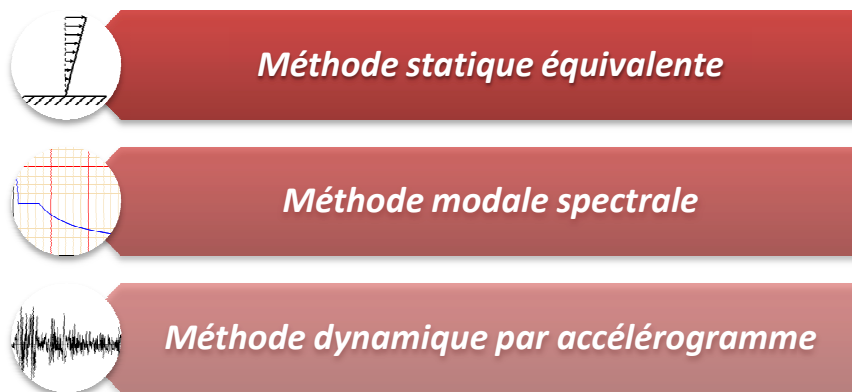 Méthode statique équivalente
Méthode modale spectrale
Méthode dynamique par accélérogramme